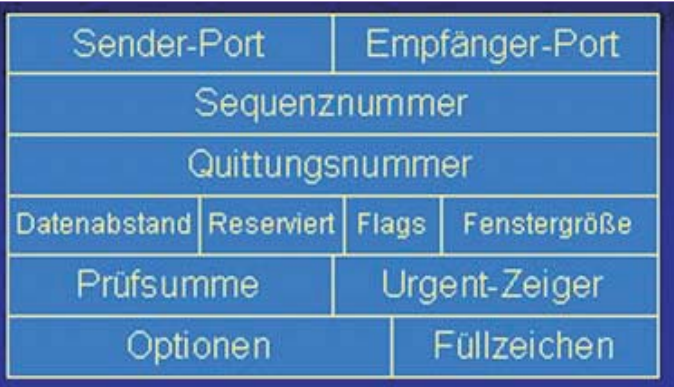 Sender-Port Empfänger-Port
Sequenznummer
Quittungsnummer
Datenabstand Reserviert Flags Fenstergröße
Prüfsumme Urgent-Zeiger
Optionen Füllzeichen